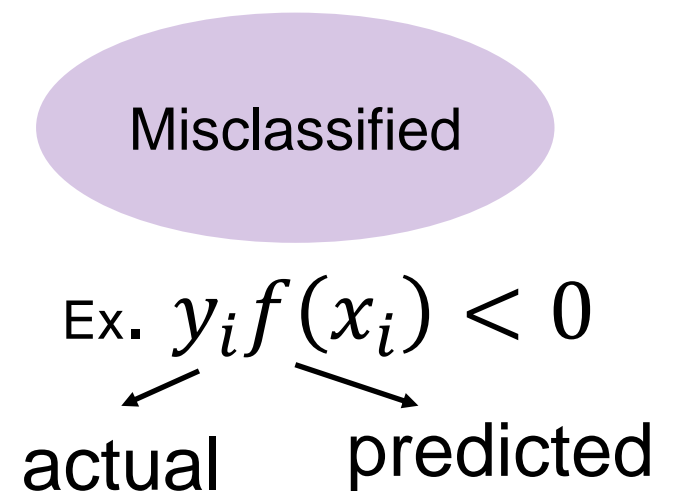 Misclassified
Ex. yᵢf(xᵢ) < 0
actual predicted